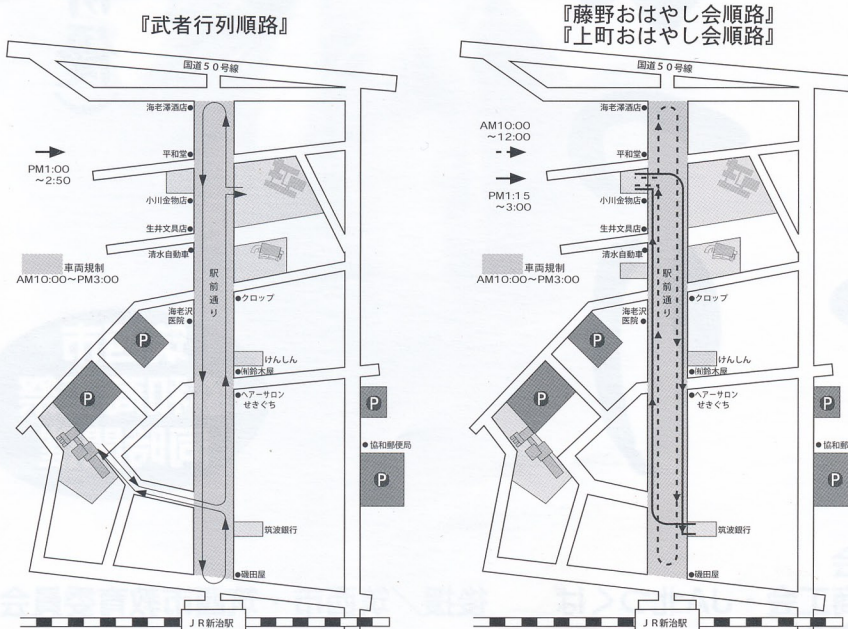 『武者行列順路』
国道50号線
海老澤酒店
PM1:00
～2:50
平和堂
小川金物店
生井文具店
清水自動車
車両規制
AM10:00～PM3:00
駅前通り
クロップ
海老沢
医院
P
けんしん
㈲鈴木屋
P
ヘアーサロン
せきぐち
P
協和郵便局
P
筑波銀行
磯田屋
JR新治駅
『藤野おはやし会順路』
『上町おはやし会順路』
国道50号線
海老澤酒店
AM10:00
～12:00
平和堂
PM1:15
～3:00
小川金物店
生井文具店
清水自動車
車両規制
AM10:00～PM3:00
駅前通り
クロップ
海老沢
医院
P
けんしん
㈲鈴木屋
P
ヘアーサロン
せきぐち
P
協和郵
P
筑波銀行
磯田屋
JR新治駅